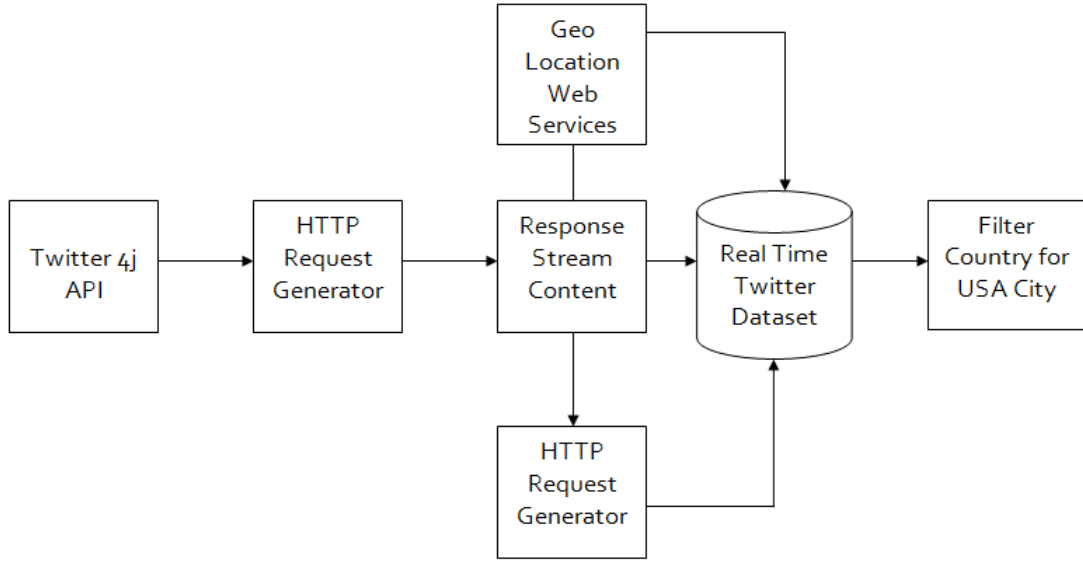 Geo
Location
Web
Services
Twitter 4j
API
HTTP
Request
Generator
Response
Stream
Content
Real Time
Twitter
Dataset
Filter
Country for
USA City
HTTP
Request
Generator